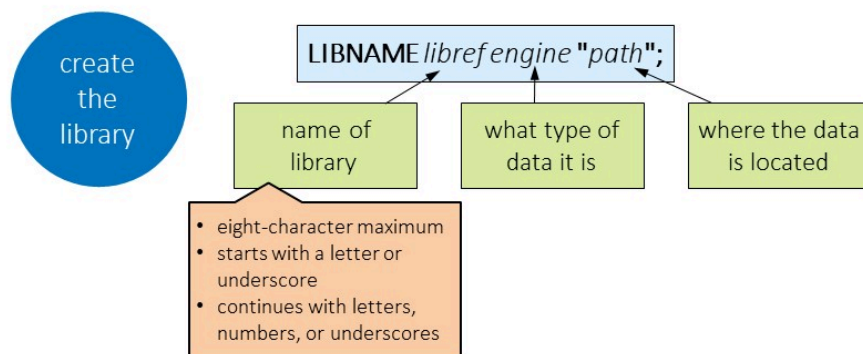 create
the
library
LIBNAME libref engine "path";
name of
library
what type of
data it is
where the data
is located
• eight-character maximum
• starts with a letter or
underscore
• continues with letters,
numbers, or underscores